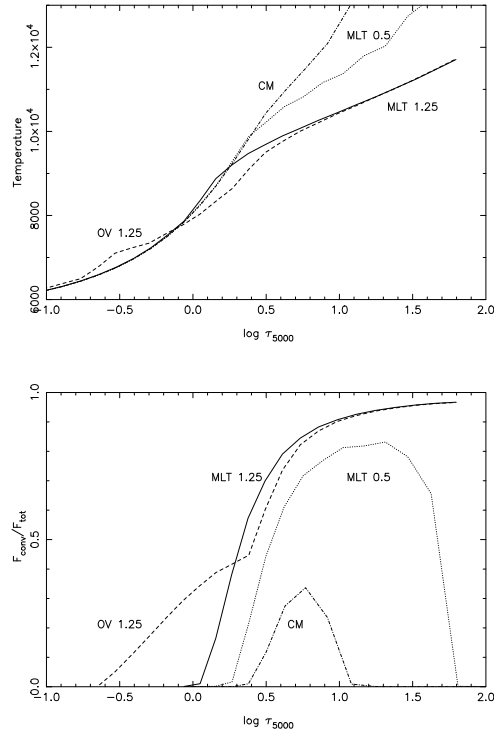 1.2×10⁴
1.0×10⁴
8000
6000
Temperature
MLT 0.5
CM
MLT 1.25
OV 1.25
-1.0 -0.5 0.0 0.5 1.0 1.5 2.0
log τ5000
1.0
0.5
-0.0
Fconv/Ftot
MLT 1.25
MLT 0.5
OV 1.25
CM
-1.0 -0.5 0.0 0.5 1.0 1.5 2.0
log τ5000